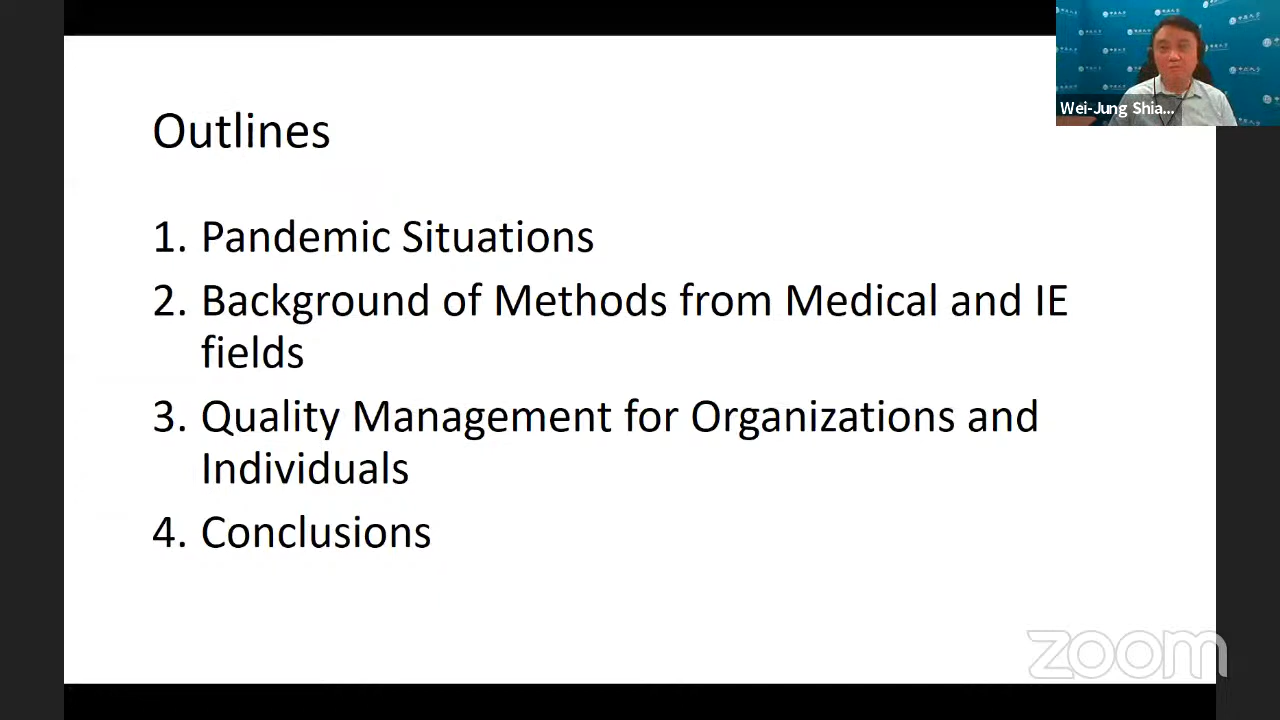 Outlines
1. Pandemic Situations
2. Background of Methods from Medical and IE
fields
3. Quality Management for Organizations and
Individuals
4. Conclusions
Wei-Jung Shia...
zoom